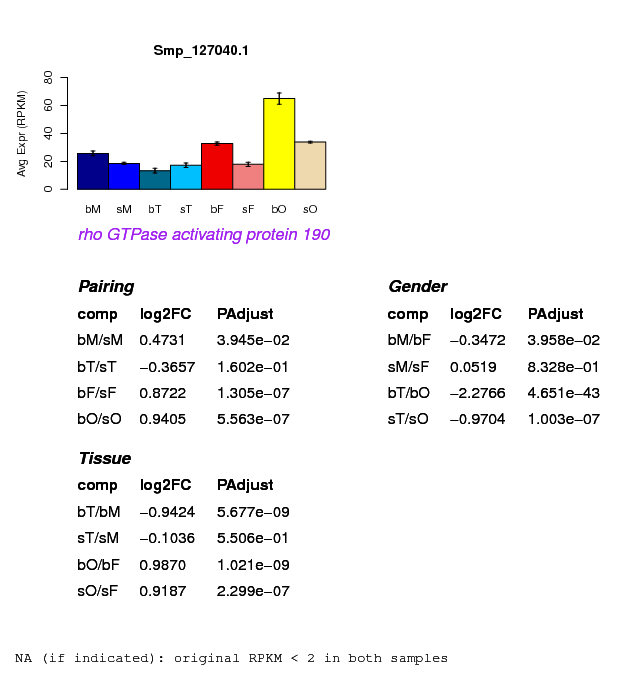 Smp_127040.1
Avg Expr (RPKM)
80
60
40
20
0
bM sM bT sT bF sF bO sO
rho GTPase activating protein 190
Pairing
comp log2FC PAdjust
bM/sM 0.4731 3.945e−02
bT/sT −0.3657 1.602e−01
bF/sF 0.8722 1.305e−07
bO/sO 0.9405 5.563e−07
Gender
comp log2FC PAdjust
bM/bF −0.3472 3.958e−02
sM/sF 0.0519 8.328e−01
bT/bO −2.2766 4.651e−43
sT/sO −0.9704 1.003e−07
Tissue
comp log2FC PAdjust
bT/bM −0.9424 5.677e−09
sT/sM −0.1036 5.506e−01
bO/bF 0.9870 1.021e−09
sO/sF 0.9187 2.299e−07
NA (if indicated): original RPKM < 2 in both samples